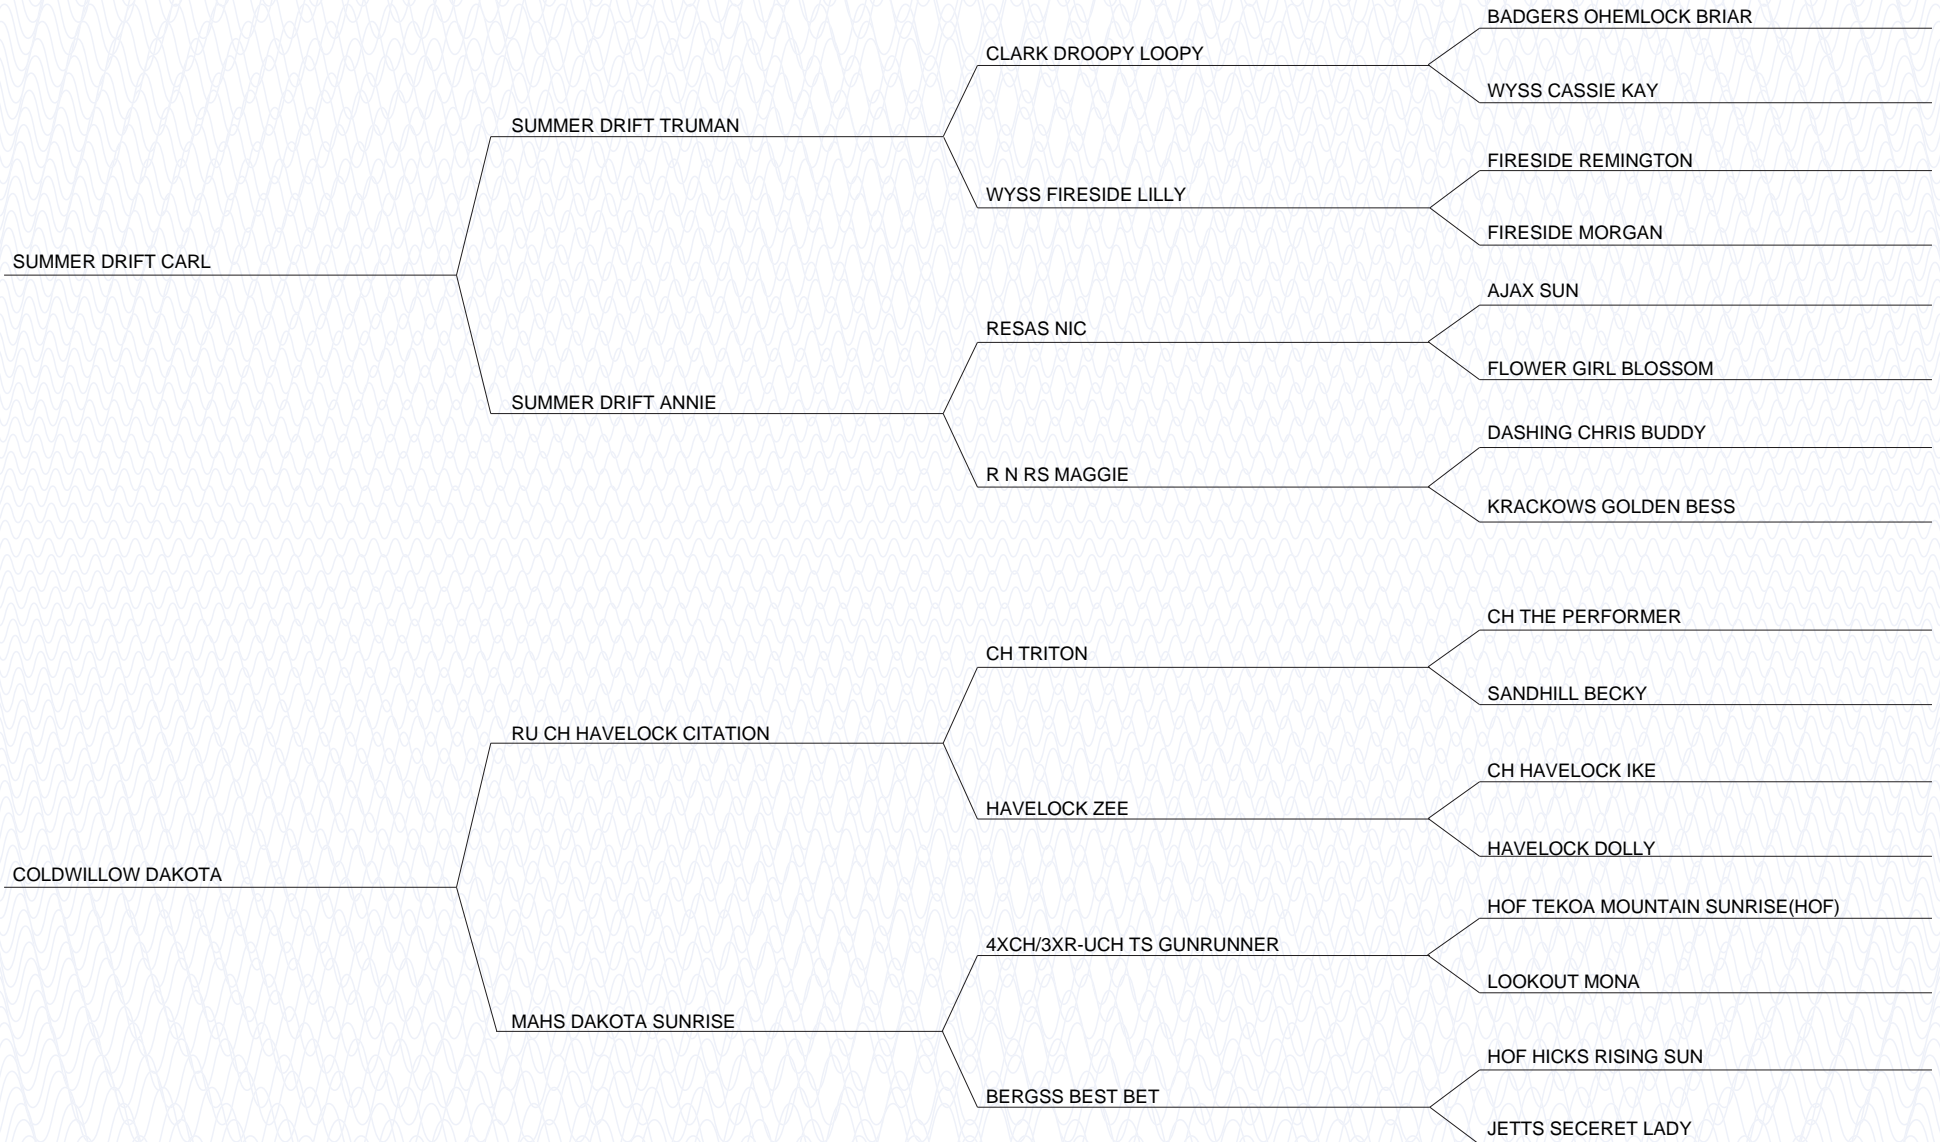 BADGERS OHEMLOCK BRIAR
CLARK DROOPY LOOPY
WYSS CASSIE KAY
SUMMER DRIFT TRUMAN
FIRESIDE REMINGTON
WYSS FIRESIDE LILLY
FIRESIDE MORGAN
SUMMER DRIFT CARL
AJAX SUN
RESAS NIC
FLOWER GIRL BLOSSOM
SUMMER DRIFT ANNIE
DASHING CHRIS BUDDY
R N RS MAGGIE
KRACKOWS GOLDEN BESS
CH THE PERFORMER
CH TRITON
SANDHILL BECKY
RU CH HAVELOCK CITATION
CH HAVELOCK IKE
HAVELOCK ZEE
HAVELOCK DOLLY
COLDWILLOW DAKOTA
HOF TEKOA MOUNTAIN SUNRISE(HOF)
4XCH/3XR-UCH TS GUNRUNNER
LOOKOUT MONA
MAHS DAKOTA SUNRISE
HOF HICKS RISING SUN
BERGSS BEST BET
JETTS SECERET LADY